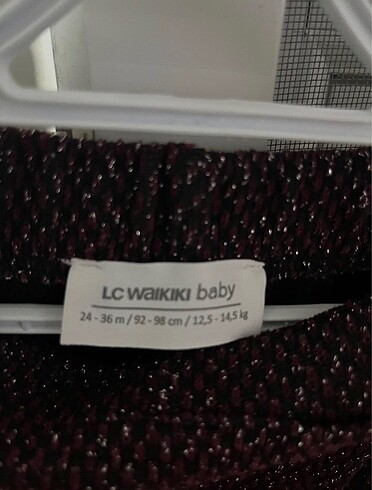 LC WAIKIKI baby
24 - 36 m / 92 - 98 cm / 12,5 - 14,5 kg